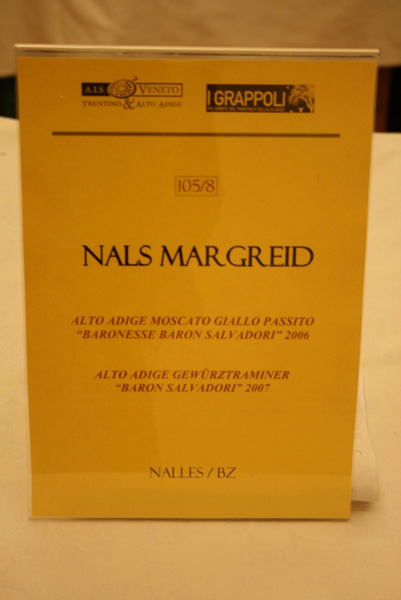 A.I.S. VENETO
TRENTINO & ALTO ADIGE
I GRAPPOLI
105/8
NALS MARGREID
ALTO ADIGE MOSCATO GIALLO PASSITO
“BARONESSE BARON SALVADORI” 2006
ALTO ADIGE GEWÜRZTRAMINER
“BARON SALVADORI” 2007
NALLES / BZ